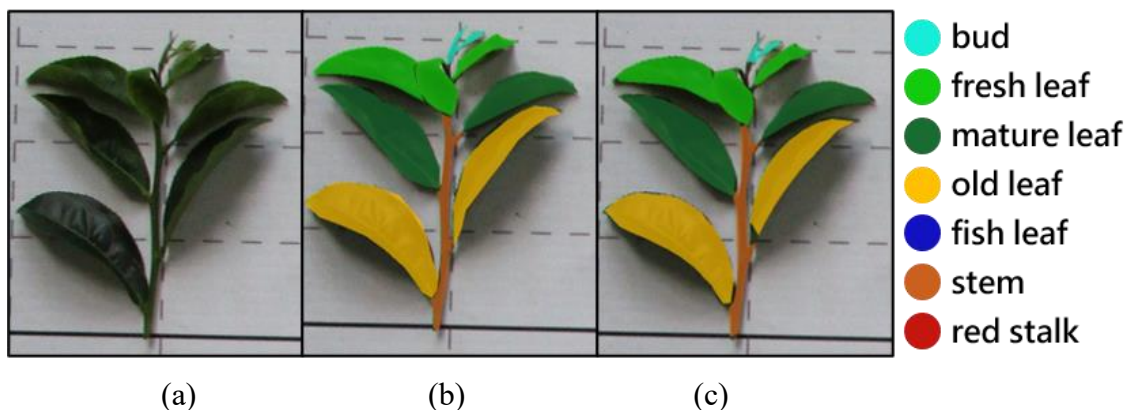 bud
fresh leaf
mature leaf
old leaf
fish leaf
stem
red stalk
(a)
(b)
(c)